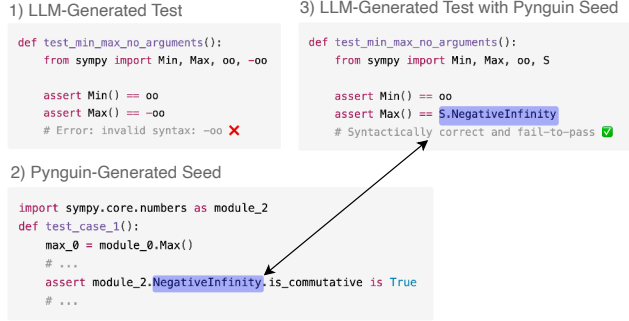 1) LLM-Generated Test
def test_min_max_no_arguments():
    from sympy import Min, Max, oo, -oo

    assert Min() == oo
    assert Max() == -oo
    # Error: invalid syntax: -oo ❌
3) LLM-Generated Test with Pynguin Seed
def test_min_max_no_arguments():
    from sympy import Min, Max, oo, S

    assert Min() == oo
    assert Max() == S.NegativeInfinity
    # Syntactically correct and fail-to-pass ✅
2) Pynguin-Generated Seed
import sympy.core.numbers as module_2
def test_case_1():
    max_0 = module_0.Max()
    # ...
    assert module_2.NegativeInfinity.is_commutative is True
    # ...